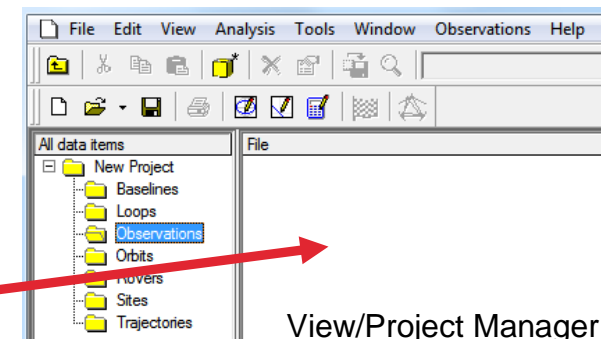 File Edit View Analysis Tools Window Observations Help
All data items File
New Project
Baselines
Loops
Observations
Orbits
Rovers
Sites
Trajectories
View/Project Manager